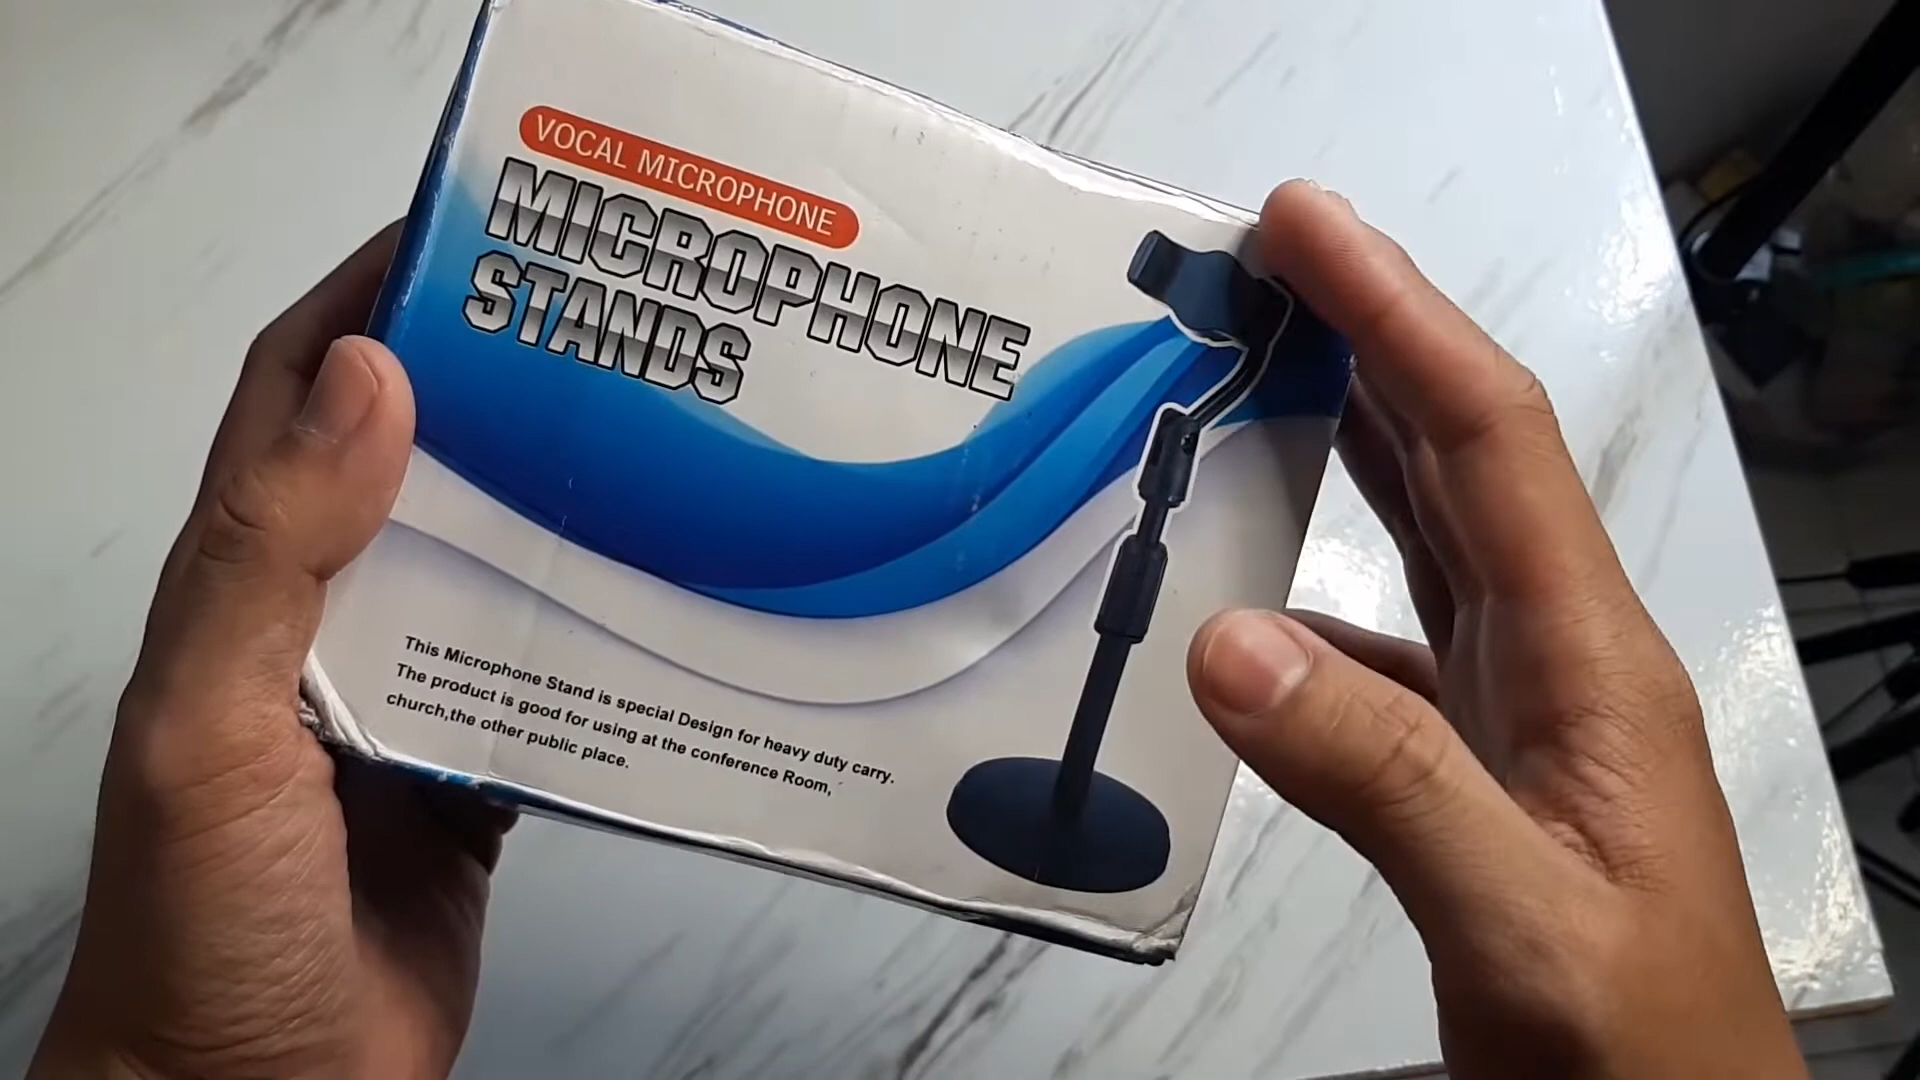 VOCAL MICROPHONE
MICROPHONE
STANDS
This Microphone Stand is special Design for heavy duty carry.
The product is good for using at the conference Room,
church,the other public place.